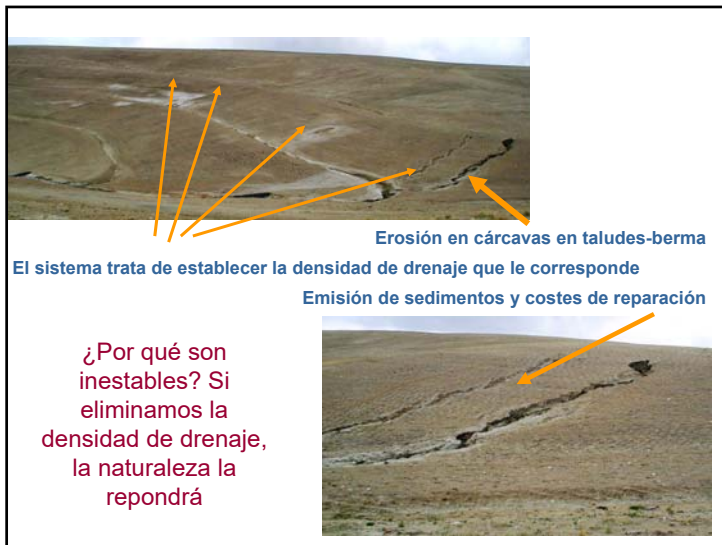 Erosión en cárcavas en taludes-berma
El sistema trata de establecer la densidad de drenaje que le corresponde
Emisión de sedimentos y costes de reparación
¿Por qué son
inestables? Si
eliminamos la
densidad de drenaje,
la naturaleza la
repondrá